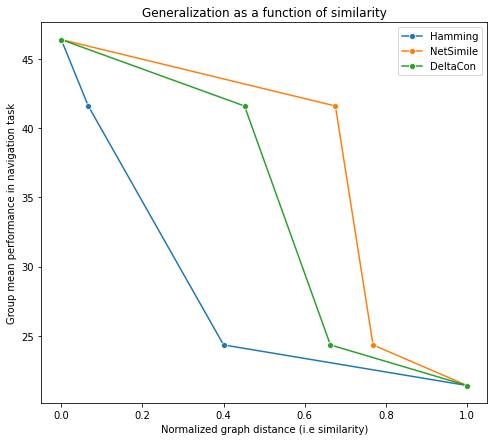 Generalization as a function of similarity
Hamming
NetSimile
DeltaCon
Group mean performance in navigation task
45
40
35
30
25
0.0 0.2 0.4 0.6 0.8 1.0
Normalized graph distance (i.e similarity)